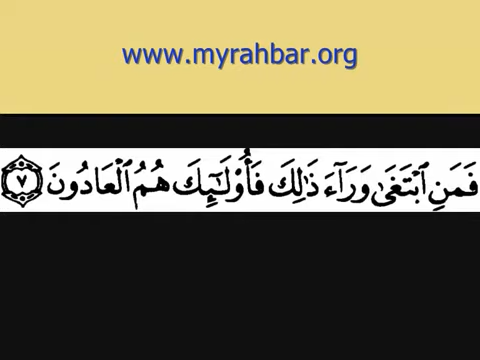 www.myrahbar.org
فَمَنِ ٱبْتَغَىٰ وَرَآءَ ذَٰلِكَ فَأُوْلَـٰٓئِكَ هُمُ ٱلْعَادُونَ ٧